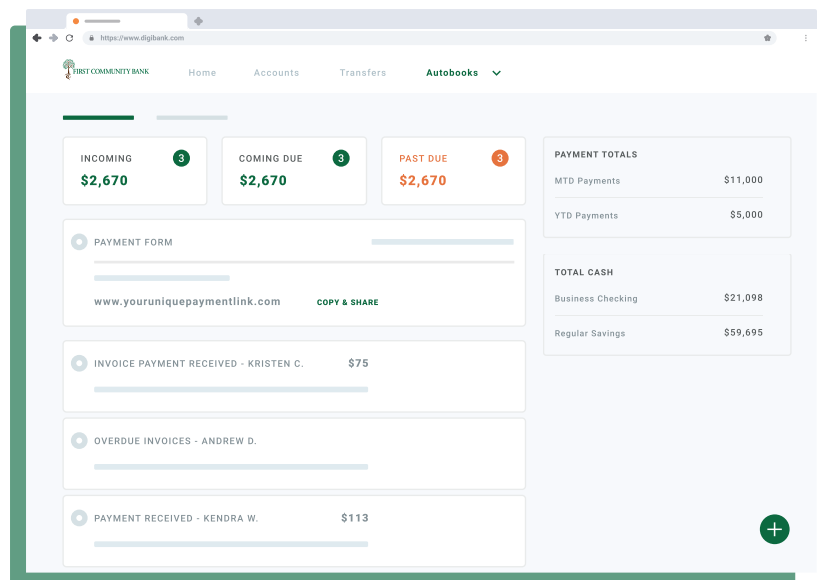 https://www.digibank.com
FIRST COMMUNITY BANK
Home
Accounts
Transfers
Autobooks
INCOMING
3
$2,670
COMING DUE
3
$2,670
PAST DUE
3
$2,670
PAYMENT FORM
www.youruniquepaymentlink.com
COPY & SHARE
INVOICE PAYMENT RECEIVED - KRISTEN C.
$75
OVERDUE INVOICES - ANDREW D.
PAYMENT RECEIVED - KENDRA W.
$113
PAYMENT TOTALS
MTD Payments
$11,000
YTD Payments
$5,000
TOTAL CASH
Business Checking
$21,098
Regular Savings
$59,695